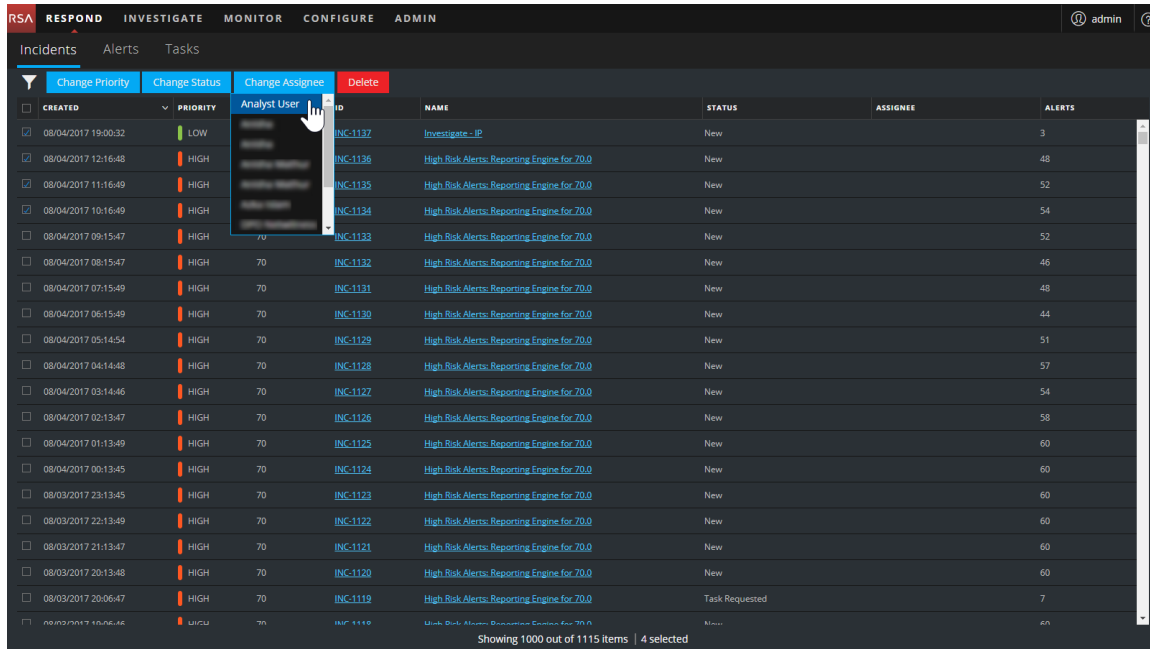 RSA RESPOND INVESTIGATE MONITOR CONFIGURE ADMIN admin
Incidents Alerts Tasks
Change Priority Change Status Change Assignee Delete
CREATED PRIORITY ID NAME STATUS ASSIGNEE ALERTS
Analyst User
08/04/2017 19:00:32 LOW INC-1137 Investigate - IP New 3
08/04/2017 12:16:48 HIGH INC-1136 High Risk Alerts: Reporting Engine for 70.0 New 48
08/04/2017 11:16:49 HIGH INC-1135 High Risk Alerts: Reporting Engine for 70.0 New 52
08/04/2017 10:16:49 HIGH INC-1134 High Risk Alerts: Reporting Engine for 70.0 New 54
08/04/2017 09:15:47 HIGH 70 INC-1133 High Risk Alerts: Reporting Engine for 70.0 New 52
08/04/2017 08:15:47 HIGH 70 INC-1132 High Risk Alerts: Reporting Engine for 70.0 New 46
08/04/2017 07:15:49 HIGH 70 INC-1131 High Risk Alerts: Reporting Engine for 70.0 New 48
08/04/2017 06:15:49 HIGH 70 INC-1130 High Risk Alerts: Reporting Engine for 70.0 New 44
08/04/2017 05:14:54 HIGH 70 INC-1129 High Risk Alerts: Reporting Engine for 70.0 New 51
08/04/2017 04:14:48 HIGH 70 INC-1128 High Risk Alerts: Reporting Engine for 70.0 New 57
08/04/2017 03:14:46 HIGH 70 INC-1127 High Risk Alerts: Reporting Engine for 70.0 New 54
08/04/2017 02:13:47 HIGH 70 INC-1126 High Risk Alerts: Reporting Engine for 70.0 New 58
08/04/2017 01:13:49 HIGH 70 INC-1125 High Risk Alerts: Reporting Engine for 70.0 New 60
08/04/2017 00:13:45 HIGH 70 INC-1124 High Risk Alerts: Reporting Engine for 70.0 New 60
08/03/2017 23:13:45 HIGH 70 INC-1123 High Risk Alerts: Reporting Engine for 70.0 New 60
08/03/2017 22:13:49 HIGH 70 INC-1122 High Risk Alerts: Reporting Engine for 70.0 New 60
08/03/2017 21:13:47 HIGH 70 INC-1121 High Risk Alerts: Reporting Engine for 70.0 New 60
08/03/2017 20:13:48 HIGH 70 INC-1120 High Risk Alerts: Reporting Engine for 70.0 New 60
08/03/2017 20:06:47 HIGH 70 INC-1119 High Risk Alerts: Reporting Engine for 70.0 Task Requested 7
08/03/2017 19:06:46 HIGH 70 INC-1118 High Risk Alerts: Reporting Engine for 70.0 New 60
Showing 1000 out of 1115 items | 4 selected